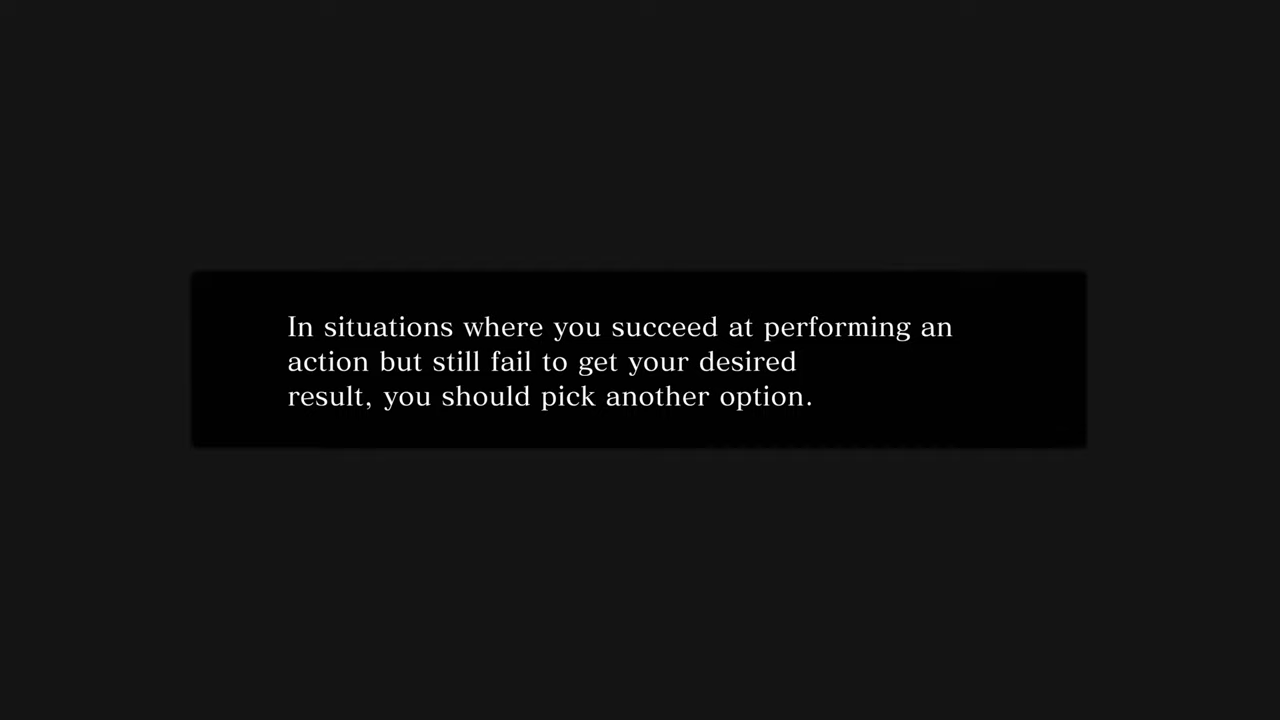 In situations where you succeed at performing an
action but still fail to get your desired
result, you should pick another option.